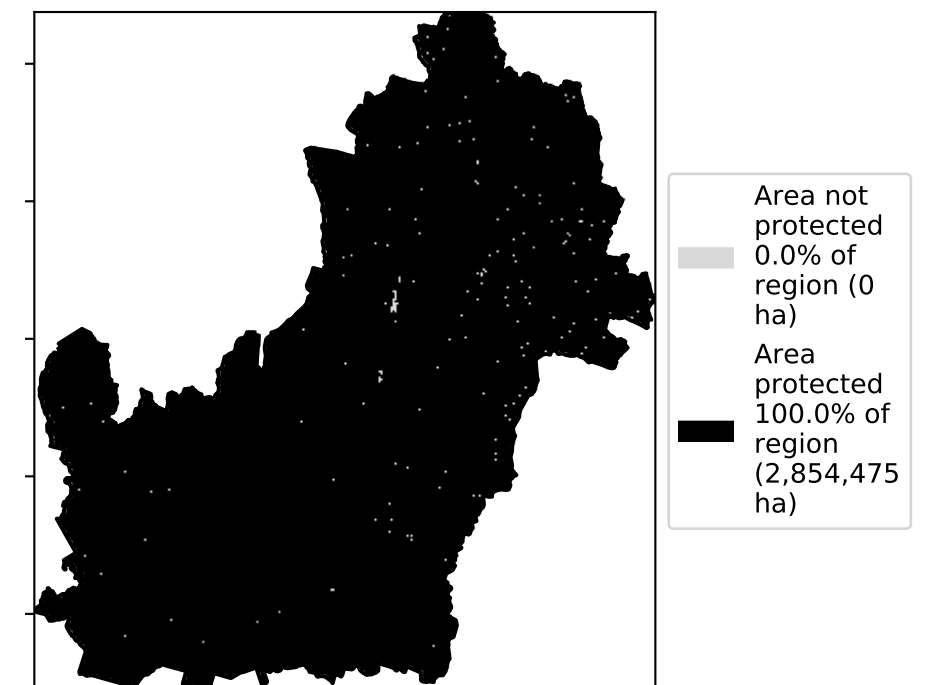 Area not
protected
0.0% of
region (0
ha)
Area
protected
100.0% of
region
(2,854,475
ha)